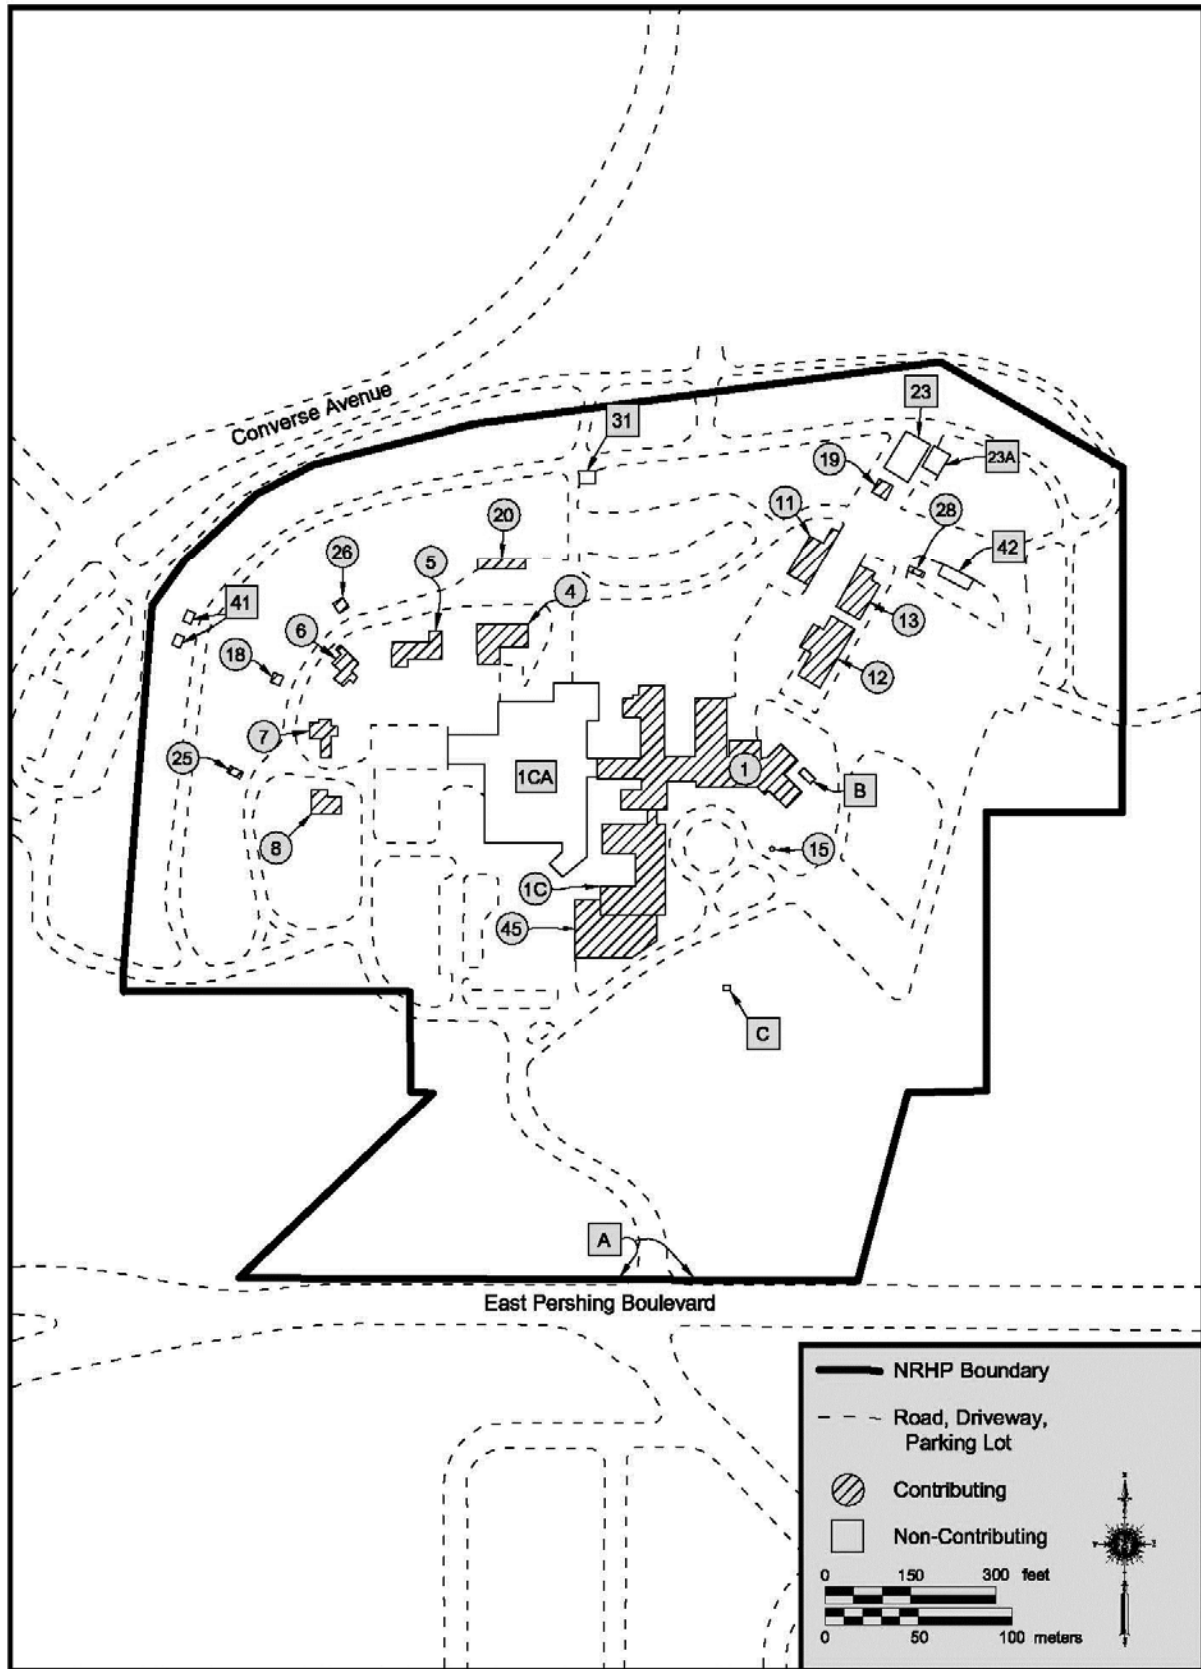 Converse Avenue
23
31
23A
19
11
28
20
42
26
5
4
41
6
13
18
12
7
25
1CA
1
B
8
15
1C
45
C
A
East Pershing Boulevard
NRHP Boundary
Road, Driveway,
Parking Lot
Contributing
Non-Contributing
0 150 300 feet
0 50 100 meters